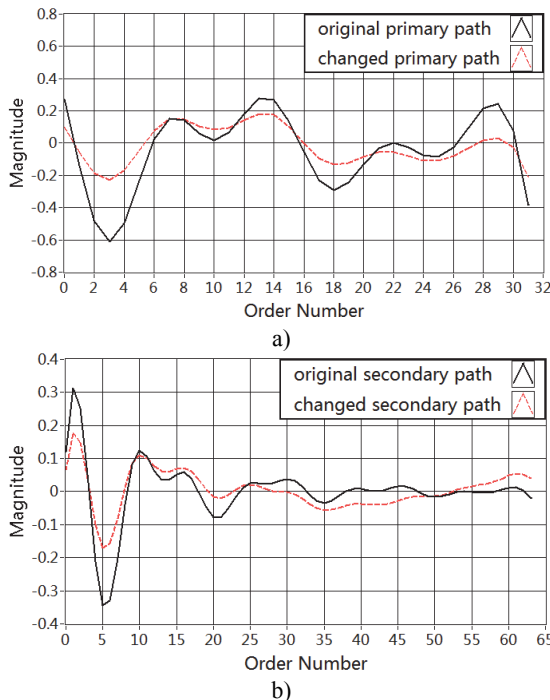 original primary path
changed primary path
0.8
0.6
0.4
0.2
0
-0.2
-0.4
-0.6
-0.8
Magnitude
0 2 4 6 8 10 12 14 16 18 20 22 24 26 28 30 32
Order Number
a)
original secondary path
changed secondary path
0.4
0.3
0.2
0.1
0
-0.1
-0.2
-0.3
-0.4
Magnitude
0 5 10 15 20 25 30 35 40 45 50 55 60 65
Order Number
b)